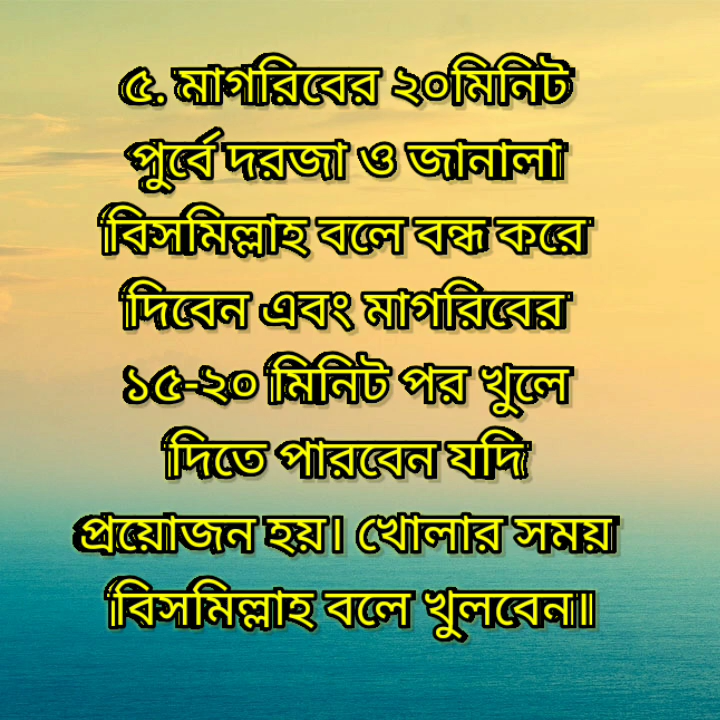 ৫. মাগরিবের ২০মিনিট
পুর্বে দরজা ও জানালা
বিসমিল্লাহ বলে বন্ধ করে
দিবেন এবং মাগরিবের
১৫-২০ মিনিট পর খুলে
দিতে পারবেন যদি
প্রয়োজন হয়। খোলার সময়
বিসমিল্লাহ বলে খুলবেন॥